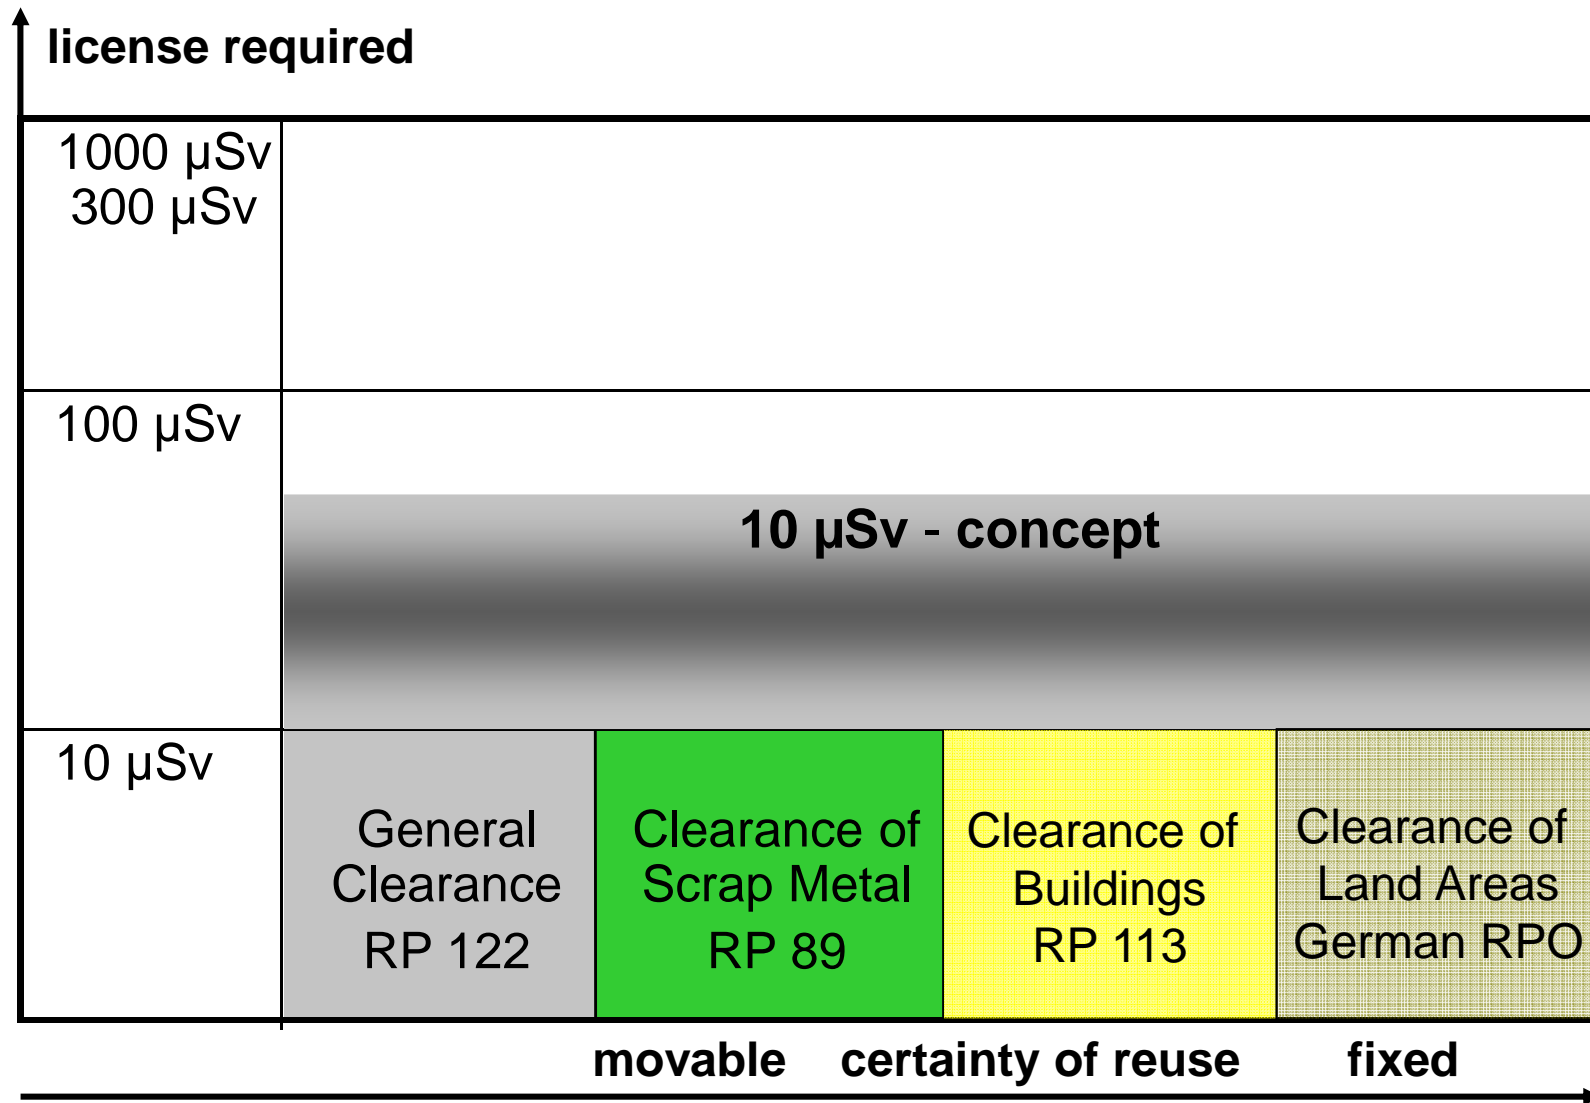 license required
1000 µSv
300 µSv
100 µSv
10 µSv - concept
10 µSv
General
Clearance
RP 122
Clearance of
Scrap Metal
RP 89
Clearance of
Buildings
RP 113
Clearance of
Land Areas
German RPO
movable certainty of reuse fixed